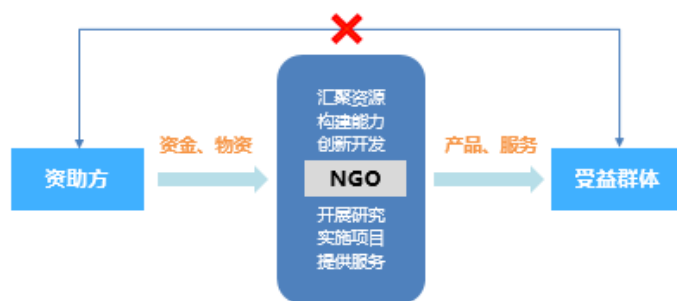 汇聚资源
构建能力
创新开发
资金、物资
产品、服务
资助方
NGO
受益群体
开展研究
实施项目
提供服务